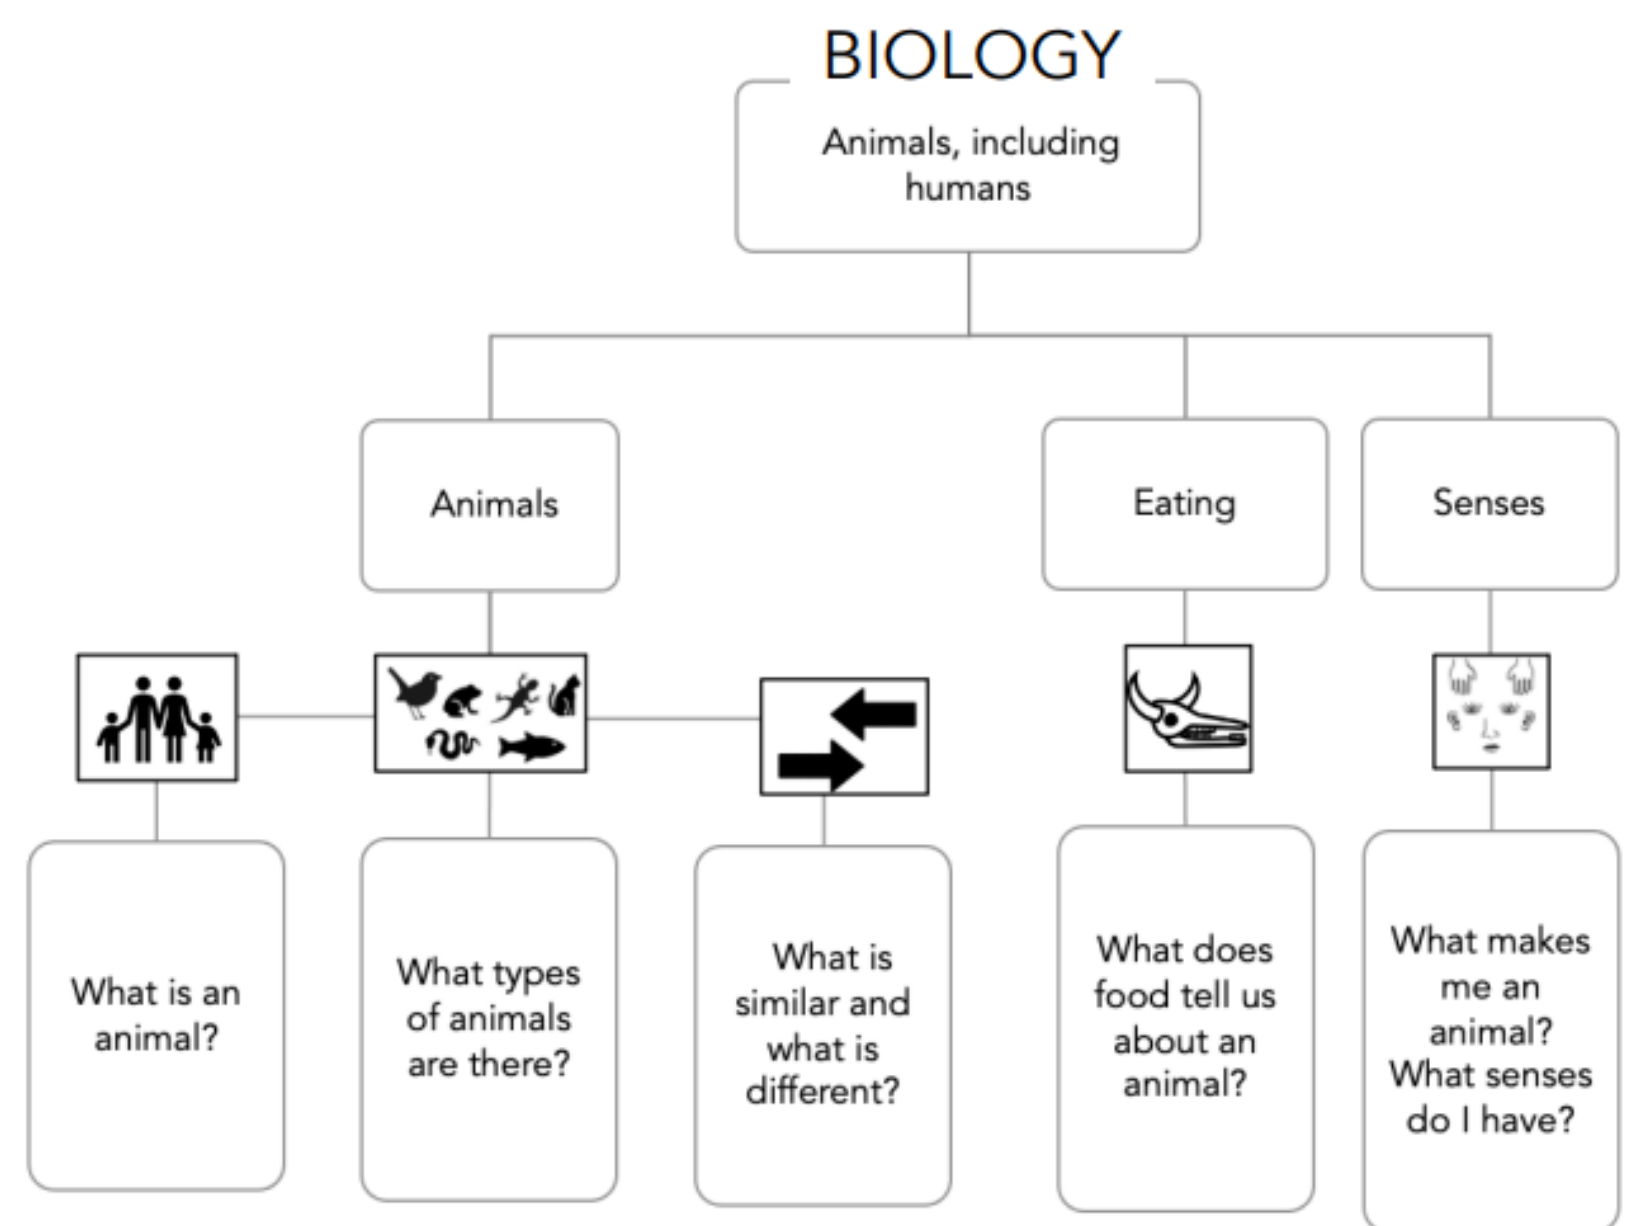 BIOLOGY
Animals, including
humans
Animals
Eating
Senses
What is an
animal?
What types
of animals
are there?
What is
similar and
what is
different?
What does
food tell us
about an
animal?
What makes
me an
animal?
What senses
do I have?